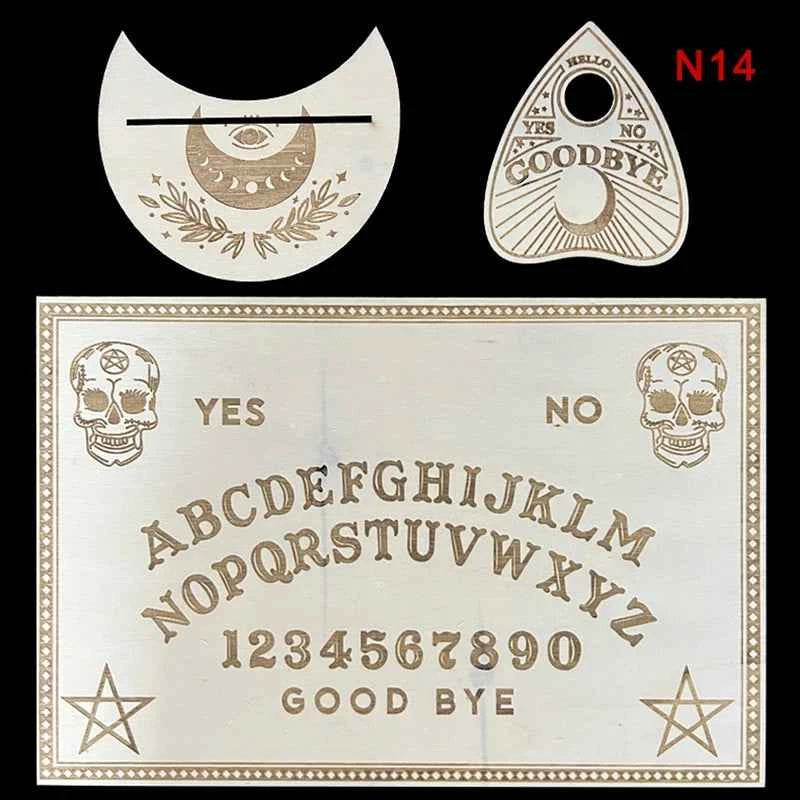 N14
HELLO
YES NO
GOODBYE
YES NO
ABCDEFGHIJKLM
NOPQRSTUVWXYZ
1234567890
GOOD BYE